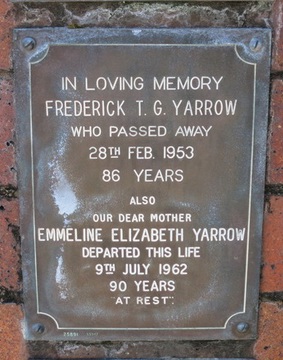 IN LOVING MEMORY
FREDERICK T. G. YARROW
WHO PASSED AWAY
28TH FEB. 1953
86 YEARS
ALSO
OUR DEAR MOTHER
EMMELINE ELIZABETH YARROW
DEPARTED THIS LIFE
9TH JULY 1962
90 YEARS
"AT REST".